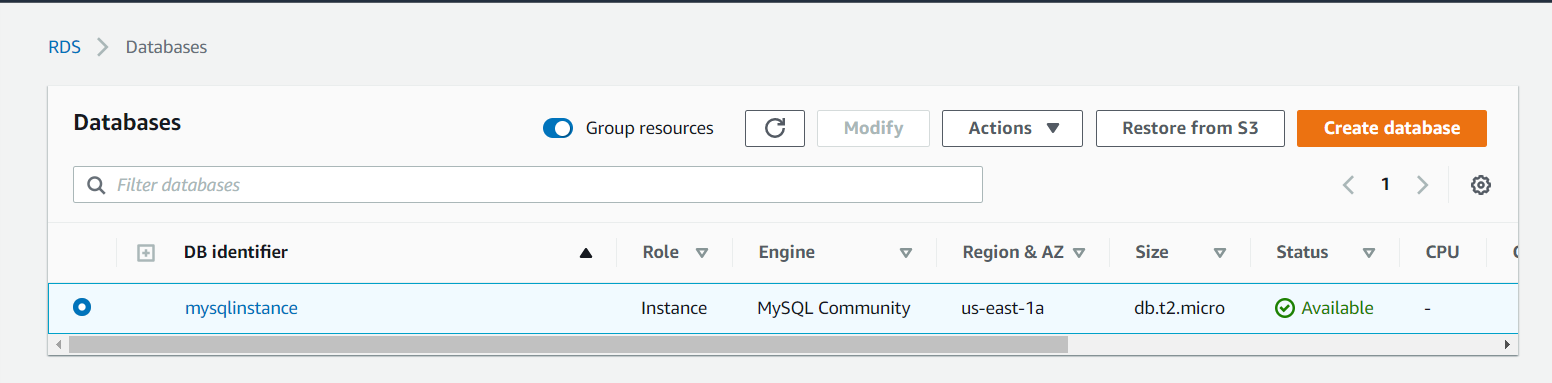 RDS > Databases
Databases Group resources Modify Actions Restore from S3 Create database
Filter databases 1
DB identifier Role Engine Region & AZ Size Status CPU
mysqlinstance Instance MySQL Community us-east-1a db.t2.micro Available -